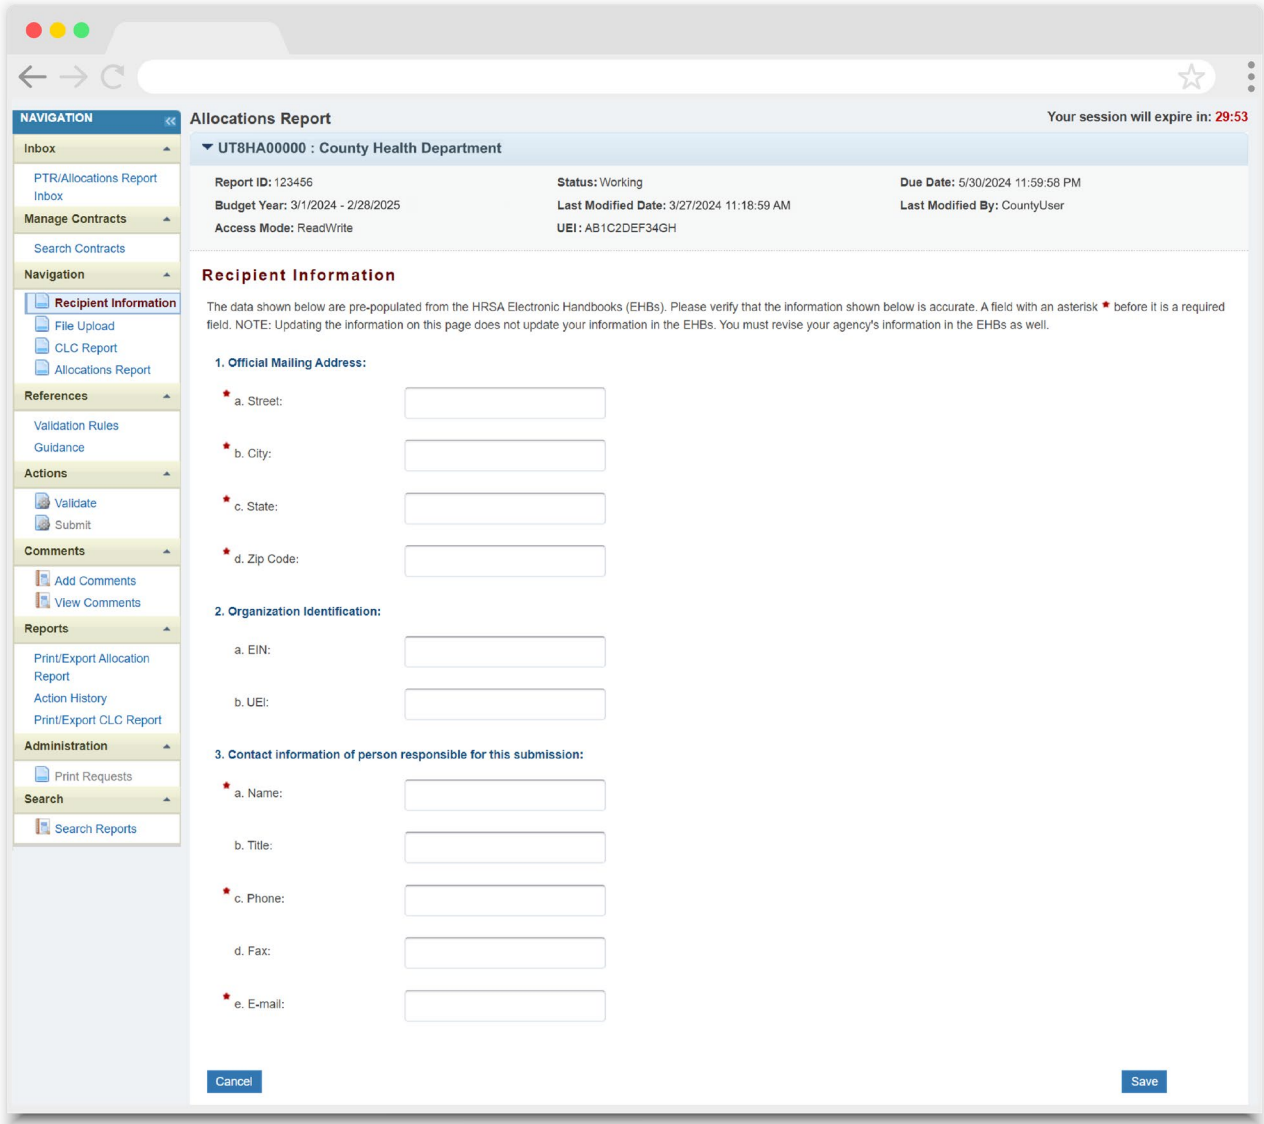 NAVIGATION
Allocations Report
Your session will expire in: 29:53
Inbox
PTR/Allocations Report
Inbox
Manage Contracts
Search Contracts
Navigation
Recipient Information
File Upload
CLC Report
Allocations Report
References
Validation Rules
Guidance
Actions
Validate
Submit
Comments
Add Comments
View Comments
Reports
Print/Export Allocation
Report
Action History
Print/Export CLC Report
Administration
Print Requests
Search
Search Reports
UT8HA00000 : County Health Department
Report ID: 123456
Status: Working
Due Date: 5/30/2024 11:59:58 PM
Budget Year: 3/1/2024 - 2/28/2025
Last Modified Date: 3/27/2024 11:18:59 AM
Last Modified By: CountyUser
Access Mode: ReadWrite
UEI: AB1C2DEF34GH
Recipient Information
The data shown below are pre-populated from the HRSA Electronic Handbooks (EHBs). Please verify that the information shown below is accurate. A field with an asterisk * before it is a required
field. NOTE: Updating the information on this page does not update your information in the EHBs. You must revise your agency's information in the EHBs as well.
1. Official Mailing Address:
* a. Street:
* b. City:
* c. State:
* d. Zip Code:
2. Organization Identification:
a. EIN:
b. UEI:
3. Contact information of person responsible for this submission:
* a. Name:
b. Title:
* c. Phone:
d. Fax:
* e. E-mail:
Cancel
Save